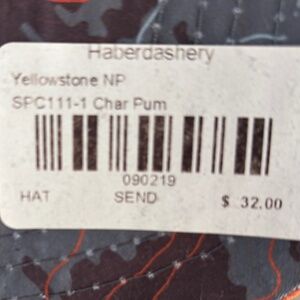 Haberdashery
Yellowstone NP
SPC111-1 Char Pum
090219
HAT SEND $ 32.00